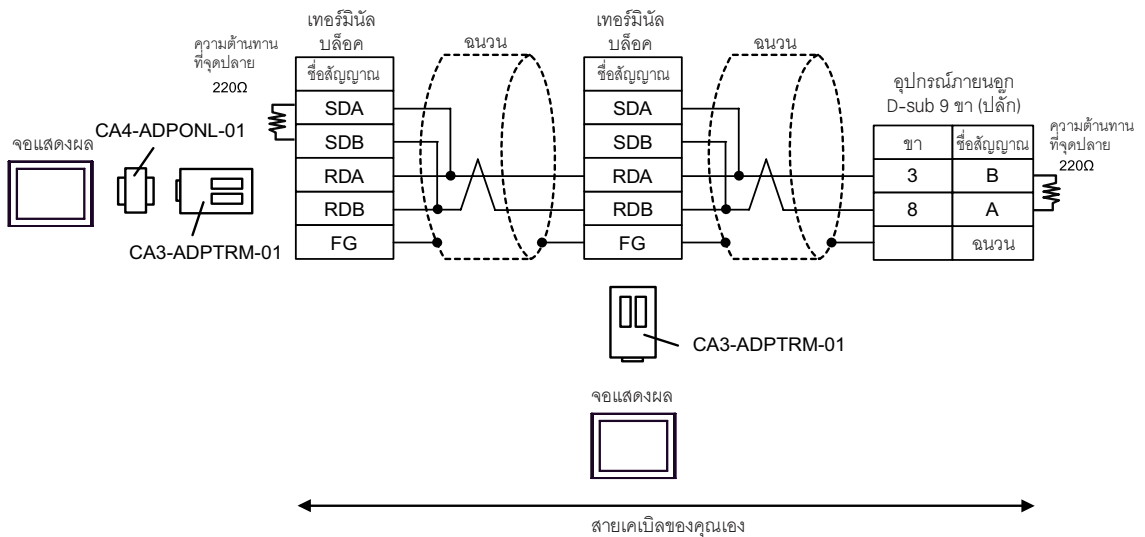 ความต้านทาน
ที่จุดปลาย
220Ω
เทอร์มินัล
บล็อค
ชื่อสัญญาณ
SDA
SDB
RDA
RDB
FG
ฉนวน
เทอร์มินัล
บล็อค
ชื่อสัญญาณ
SDA
SDB
RDA
RDB
FG
ฉนวน
อุปกรณ์ภายนอก
D-sub 9 ขา (ปลั๊ก)
ขา ชื่อสัญญาณ
3 B
8 A
ฉนวน
ความต้านทาน
ที่จุดปลาย
220Ω
จอแสดงผล
CA4-ADPONL-01
CA3-ADPTRM-01
CA3-ADPTRM-01
จอแสดงผล
สายเคเบิลของคุณเอง